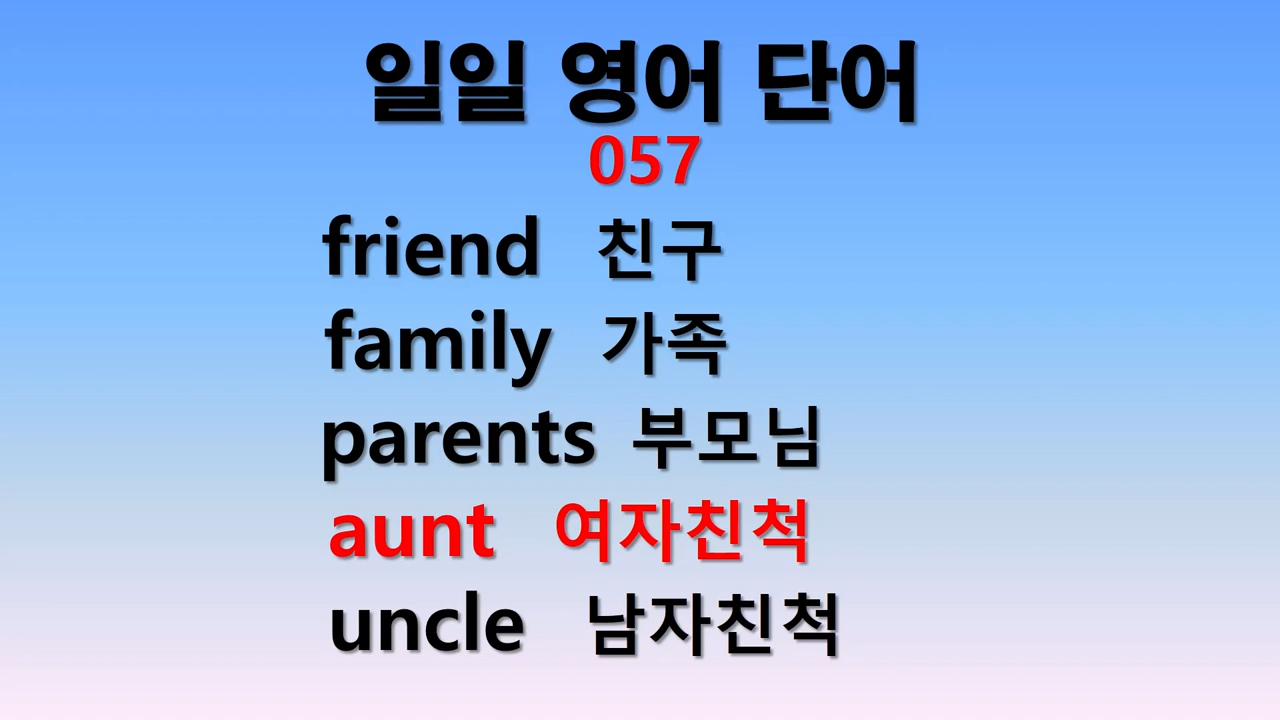 일일 영어 단어
057
friend 친구
family 가족
parents 부모님
aunt 여자친척
uncle 남자친척